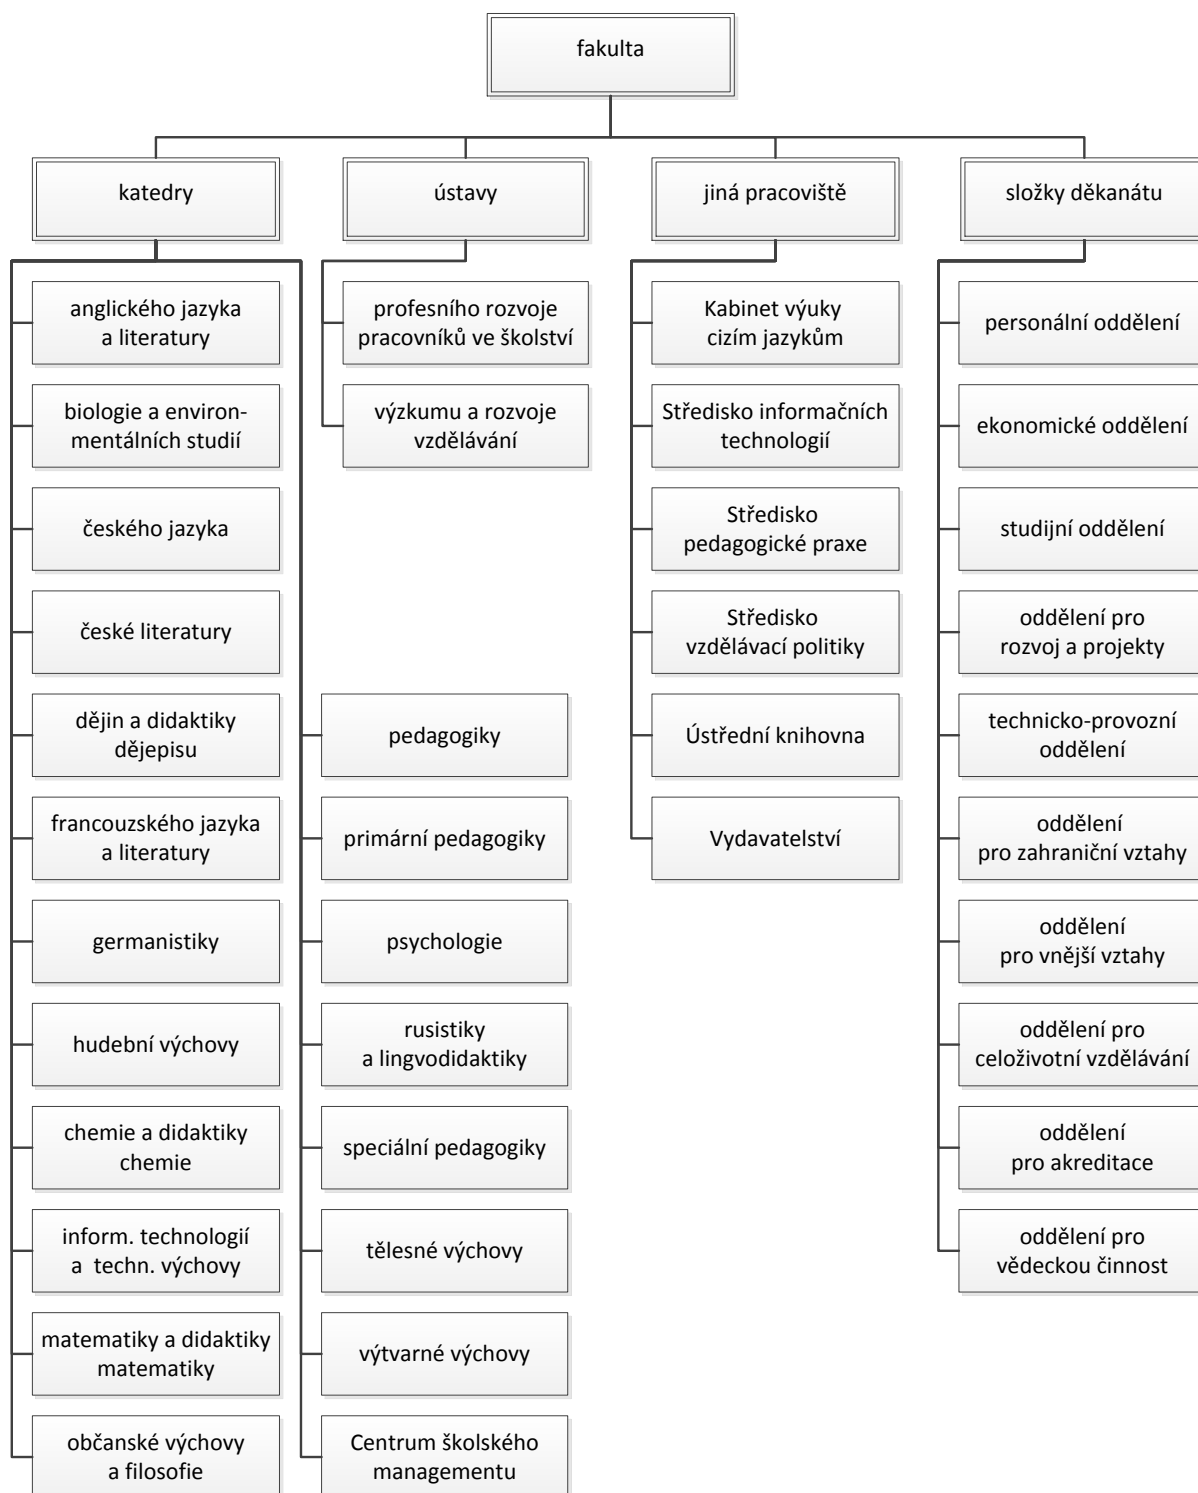 fakulta
katedry
ústavy
jiná pracoviště
složky děkanátu
anglického jazyka
a literatury
biologie a environ-
mentálních studií
českého jazyka
české literatury
dějin a didaktiky
dějepisu
francouzského jazyka
a literatury
germanistiky
hudební výchovy
chemie a didaktiky
chemie
inform. technologií
a  techn. výchovy
matematiky a didaktiky
matematiky
občanské výchovy
a filosofie
pedagogiky
primární pedagogiky
psychologie
rusistiky
a lingvodidaktiky
speciální pedagogiky
tělesné výchovy
výtvarné výchovy
Centrum školského
managementu
profesního rozvoje
pracovníků ve školství
výzkumu a rozvoje
vzdělávání
Kabinet výuky
cizím jazykům
Středisko informačních
technologií
Středisko
pedagogické praxe
Středisko
vzdělávací politiky
Ústřední knihovna
Vydavatelství
personální oddělení
ekonomické oddělení
studijní oddělení
oddělení pro
rozvoj a projekty
technicko-provozní
oddělení
oddělení
pro zahraniční vztahy
oddělení
pro vnější vztahy
oddělení pro
celoživotní vzdělávání
oddělení
pro akreditace
oddělení pro
vědeckou činnost